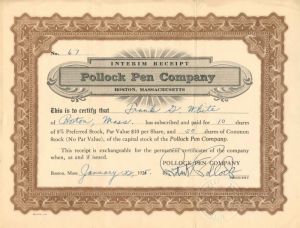 No. 67
INTERIM RECEIPT
Pollock Pen Company
BOSTON, MASSACHUSETTS
This is to certify that Frank D. White
of Boston, Mass. has subscribed and paid for 10 shares
of 8% Preferred Stock, Par Value $10 per share, and 20 shares of Common
Stock (No Par Value), of the capital stock of the Pollock Pen Company.
This receipt is exchangeable for the permanent certificates of the company
when, as and if issued.
POLLOCK PEN COMPANY
Boston, Mass. January 192
Pollock